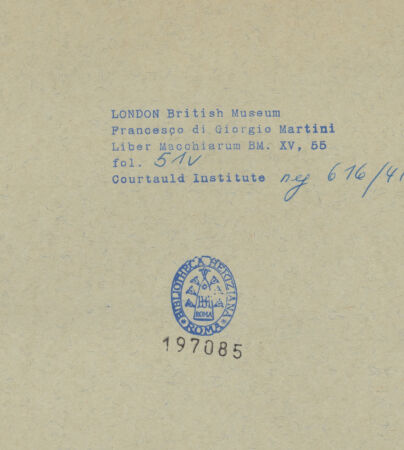 LONDON British Museum
Francesco di Giorgio Martini
Liber Macchiarum BM. XV, 55
fol. 51v
Courtauld Institute neg 616/41
BIBLIOTHECA HERTZIANA
ROMA
ROMA
197085